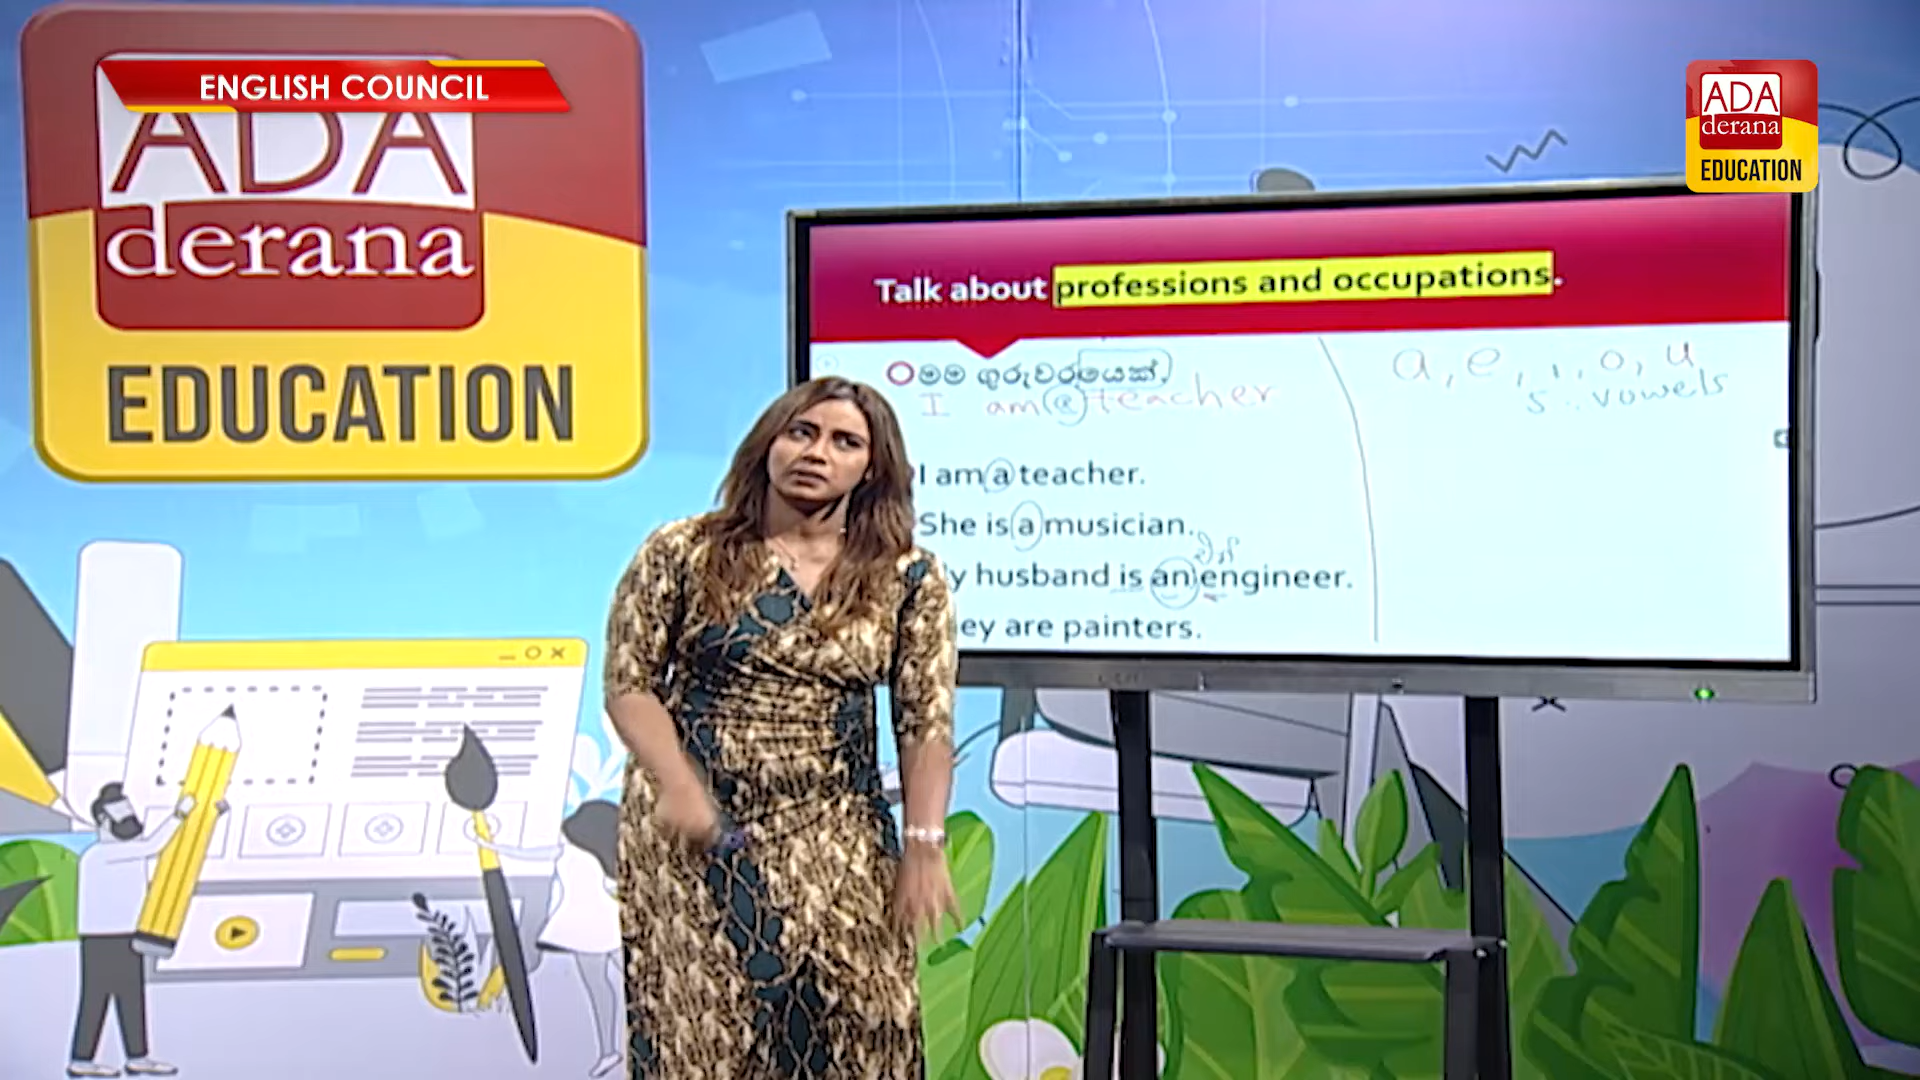 ENGLISH COUNCIL
ADA
derana
EDUCATION
ADA
derana
EDUCATION
Talk about professions and occupations.
මම ගුරුවරයෙක්.
I am a teacher
a, e, i, o, u
5 vowels
I am a teacher.
She is a musician.
y husband is an engineer.
ey are painters.